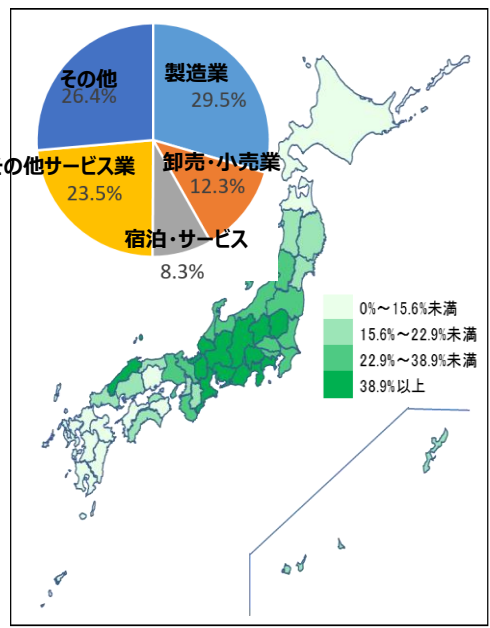 その他
26.4%
製造業
29.5%
の他サービス業
23.5%
卸売・小売業
12.3%
宿泊・サービス
8.3%
0%～15.6%未満
15.6%～22.9%未満
22.9%～38.9%未満
38.9%以上